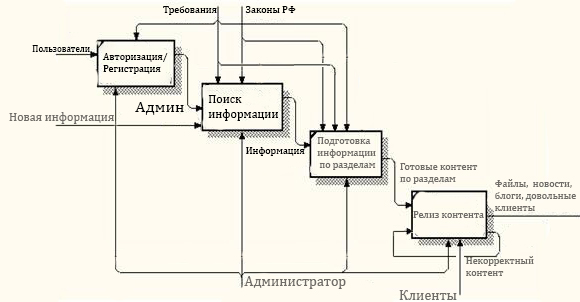 Требования
Законы РФ
Пользователи
Авторизация/
Регистрация
Админ
Поиск
информации
Новая информация
Информация
Подготовка
информации
по разделам
Готовые контент
по разделам
Файлы, новости,
блоги, довольные
клиенты
Релиз контента
Некорректный
контент
Администратор
Клиенты